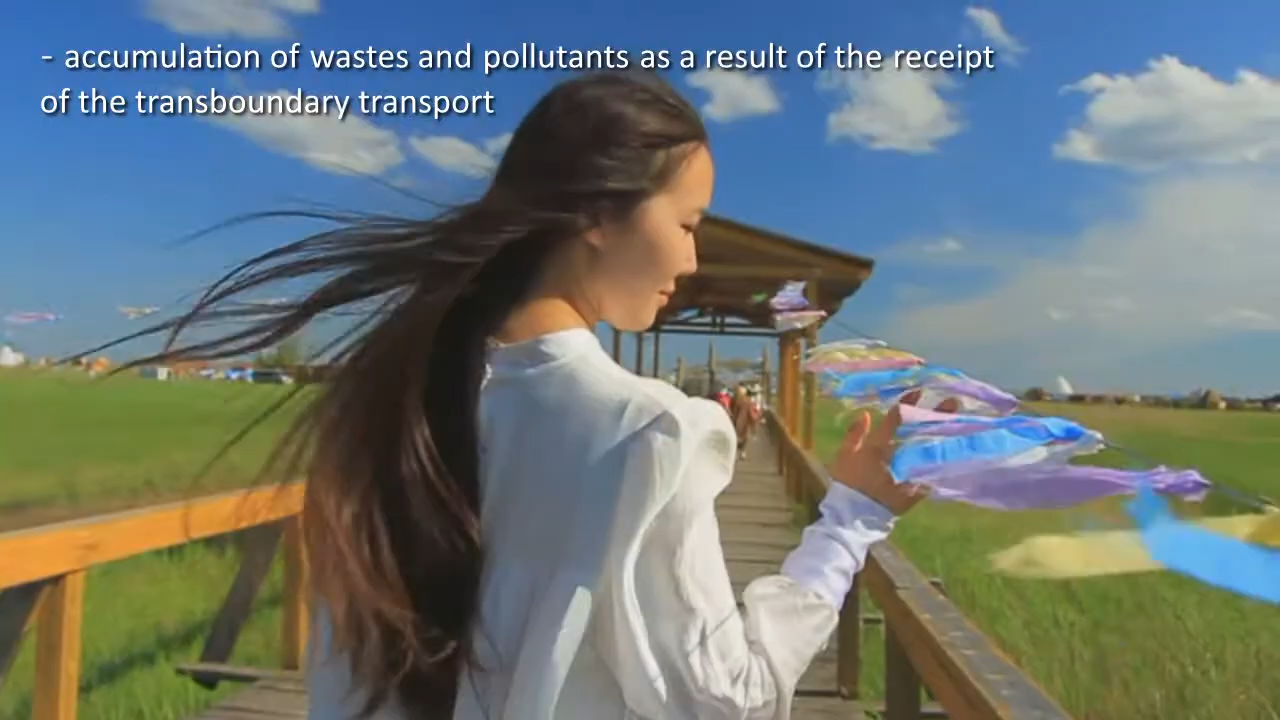 - accumulation of wastes and pollutants as a result of the receipt
of the transboundary transport